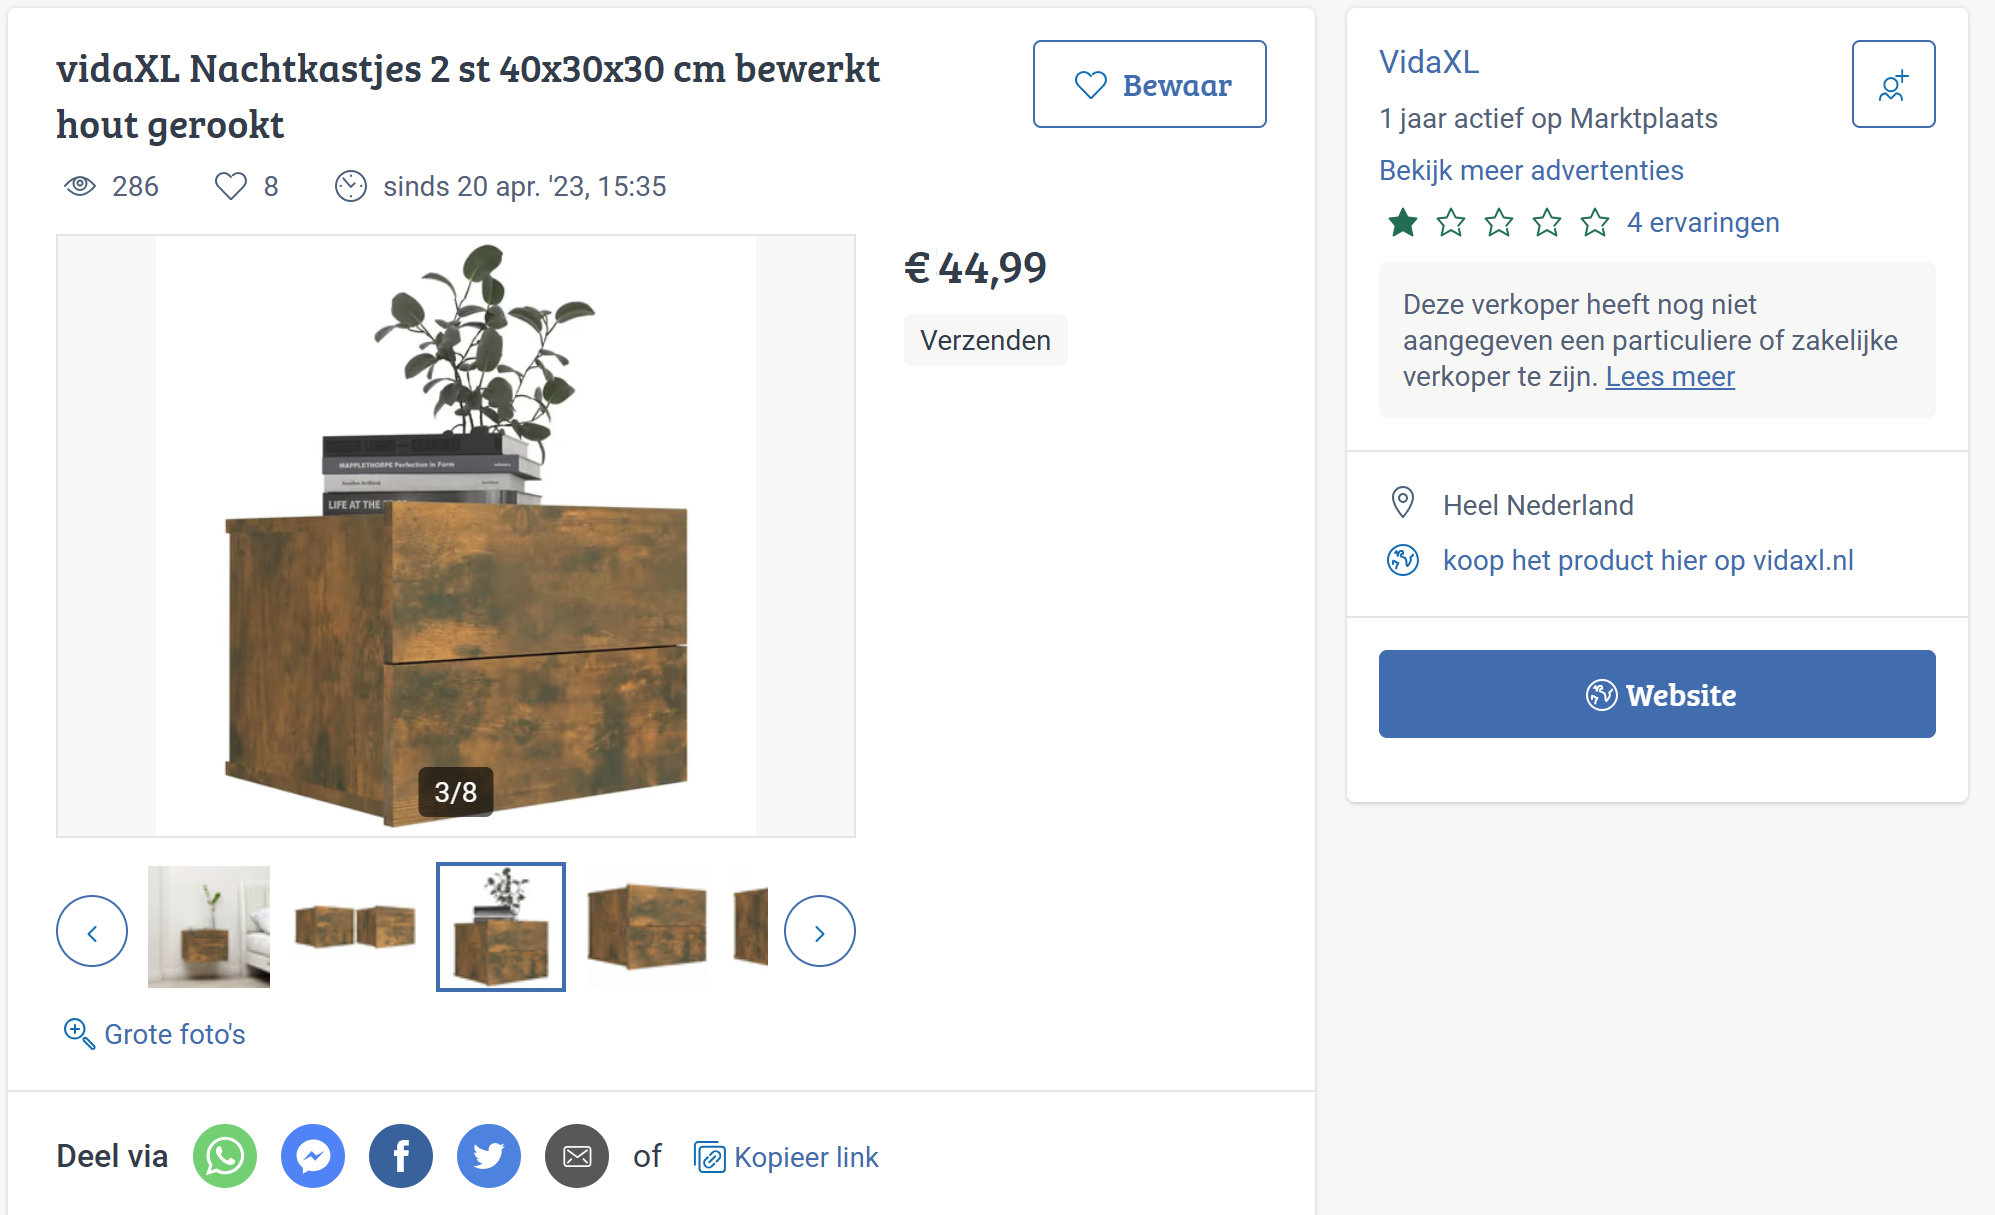 vidaXL Nachtkastjes 2 st 40x30x30 cm bewerkt
hout gerookt
Bewaar
286
8
sinds 20 apr. '23, 15:35
€ 44,99
Verzenden
MAPPLETHORPE Perfection in Form
LIFE AT THE
3/8
Grote foto's
Deel via
of
Kopieer link
VidaXL
1 jaar actief op Marktplaats
Bekijk meer advertenties
4 ervaringen
Deze verkoper heeft nog niet
aangegeven een particuliere of zakelijke
verkoper te zijn. Lees meer
Heel Nederland
koop het product hier op vidaxl.nl
Website